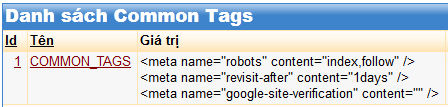 Danh sách Common Tags
Id Tên Giá trị
1 COMMON_TAGS <meta name="robots" content="index,follow" />
<meta name="revisit-after" content="1days" />
<meta name="google-site-verification" content="" />